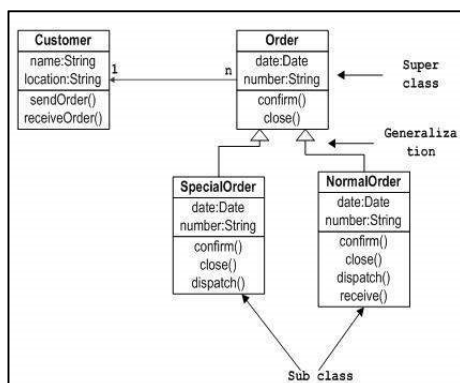 Customer
name:String
location:String
sendOrder()
receiveOrder()
1
n
Order
date:Date
number:String
confirm()
close()
Super
class
Generaliza
tion
SpecialOrder
date:Date
number:String
confirm()
close()
dispatch()
NormalOrder
date:Date
number:String
confirm()
close()
dispatch()
receive()
Sub class